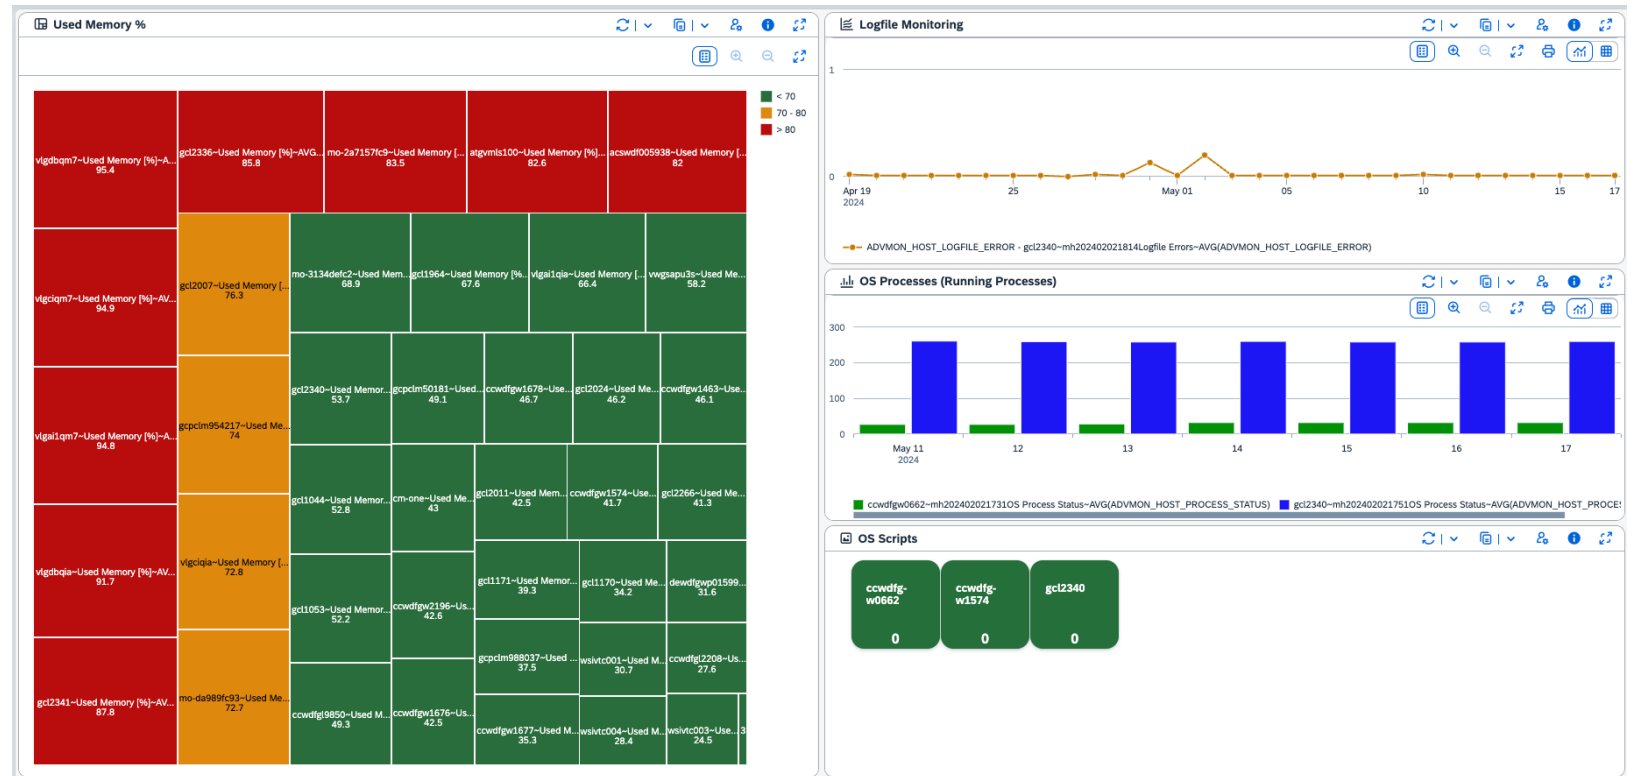 Used Memory %
< 70
70 - 80
> 80
vlgdbqm7~Used Memory [%]~A...
95.4
gcl2336~Used Memory [%]~AVG...
85.8
mo-2a7157fc9~Used Memory [...
83.5
atgvmls100~Used Memory [%]...
82.6
acswdf005938~Used Memory [...
82
vlgciqm7~Used Memory [%]~AV...
94.9
vlgai1qm7~Used Memory [%]~A...
94.8
vlgdbqia~Used Memory [%]~AV...
91.7
gcl2341~Used Memory [%]~AV...
87.8
gcl2007~Used Memory [...
76.3
gcpclm954217~Used Me...
74
vlgciqia~Used Memory [...
72.8
mo-da989fc93~Used Me...
72.7
mo-3134defc2~Used Mem...
68.9
gcl1964~Used Memory [%...
67.6
vlgai1qia~Used Memory [...
66.4
vwgsapu3s~Used Me...
58.2
gcl2340~Used Memor...
53.7
gcpclm50181~Used...
49.1
ccwdfgw1678~Use...
46.7
gcl2024~Used Me...
46.2
ccwdfgw1463~Use...
46.1
gcl1044~Used Memor...
52.8
cm-one~Used Me...
43
gcl2011~Used Mem...
42.5
ccwdfgw1574~Use...
41.7
gcl2266~Used Me...
41.3
gcl1053~Used Memor...
52.2
ccwdfgw2196~Us...
42.6
gcl1171~Used Memor...
39.3
gcl1170~Used Me...
34.2
dewdfgwp01599...
31.6
gcpclm988037~Used ...
37.5
wsivtc001~Used M...
30.7
ccwdfgl2208~Us...
27.6
ccwdfgl9850~Used M...
49.3
ccwdfgw1676~Us...
42.5
ccwdfgw1677~Used M...
35.3
wsivtc004~Used M...
28.4
wsivtc003~Use...
24.5
3
Logfile Monitoring
1
0
Apr 19 25 May 01 05 10 15 17
2024
ADVMON_HOST_LOGFILE_ERROR - gcl2340~mh202402021814Logfile Errors~AVG(ADVMON_HOST_LOGFILE_ERROR)
OS Processes (Running Processes)
300
200
100
0
May 11 12 13 14 15 16 17
2024
ccwdfgw0662~mh202402021731OS Process Status~AVG(ADVMON_HOST_PROCESS_STATUS) gcl2340~mh202402021751OS Process Status~AVG(ADVMON_HOST_PROCES
OS Scripts
ccwdfg-
w0662
0
ccwdfg-
w1574
0
gcl2340
0